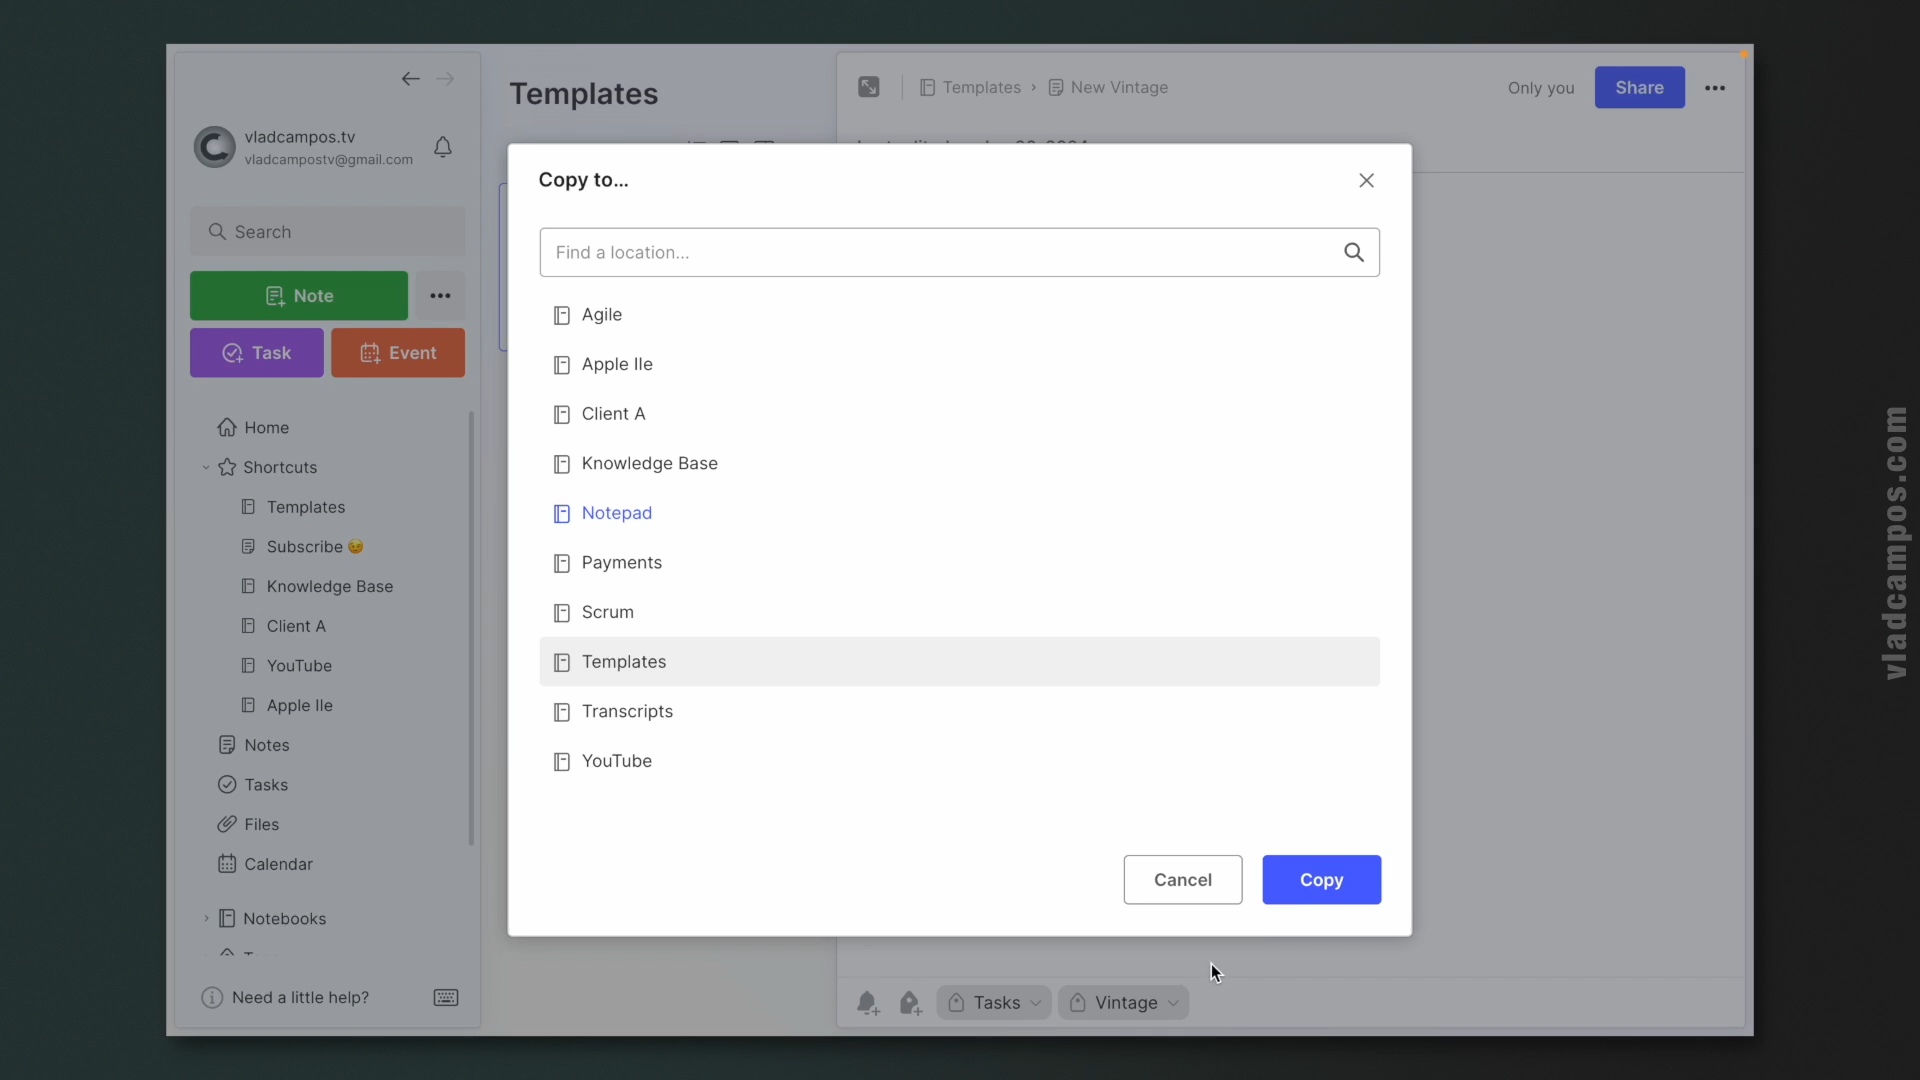 Templates
Templates › New Vintage
Only you
Share
vladcampos.tv
vladcampostv@gmail.com
Search
Note
Task
Event
Home
Shortcuts
Templates
Subscribe 😉
Knowledge Base
Client A
YouTube
Apple IIe
Notes
Tasks
Files
Calendar
Notebooks
Need a little help?
Copy to...
Find a location...
Agile
Apple IIe
Client A
Knowledge Base
Notepad
Payments
Scrum
Templates
Transcripts
YouTube
Cancel
Copy
Tasks
Vintage
vladcampos.com